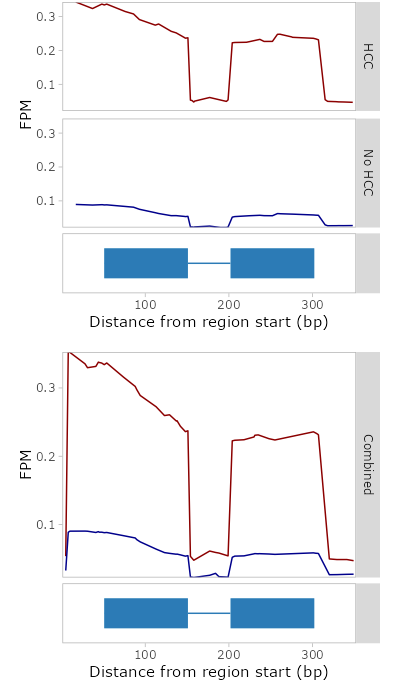 0.3
0.2
0.1
HCC
FPM
0.3
0.1
No HCC
100
200
300
Distance from region start (bp)
0.3
0.2
0.1
FPM
Combined
100
200
300
Distance from region start (bp)